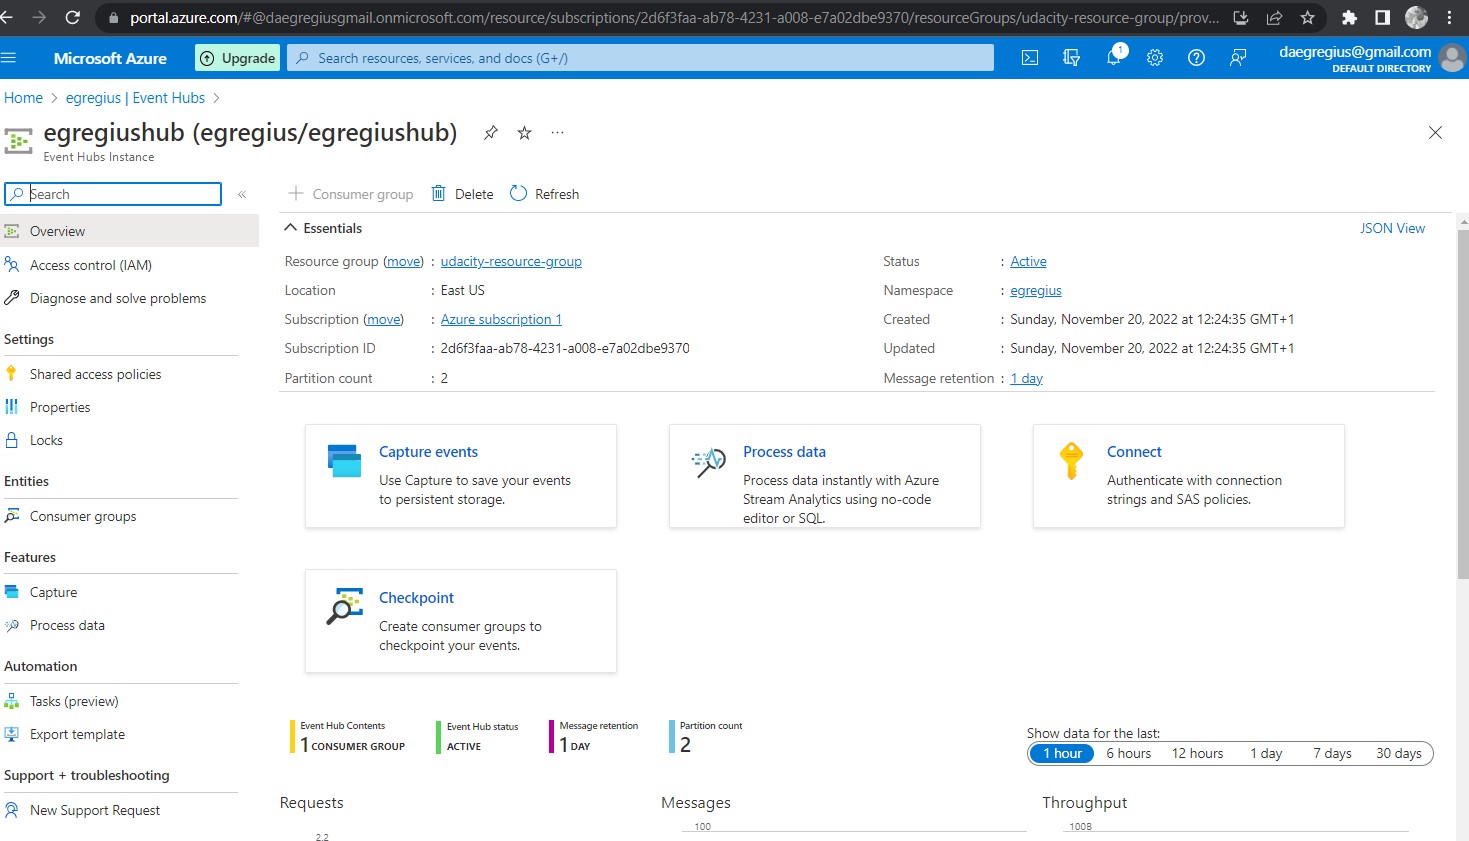 portal.azure.com/#@daegregiusgmail.onmicrosoft.com/resource/subscriptions/2d6f3faa-ab78-4231-a008-e7a02dbe9370/resourceGroups/udacity-resource-group/prov...
Microsoft Azure
Upgrade
Search resources, services, and docs (G+/)
1
daegregius@gmail.com
DEFAULT DIRECTORY
Home > egregius | Event Hubs >
egregiushub (egregius/egregiushub)
Event Hubs Instance
Search
«
Consumer group
Delete
Refresh
Overview
Access control (IAM)
Diagnose and solve problems
Settings
Shared access policies
Properties
Locks
Entities
Consumer groups
Features
Capture
Process data
Automation
Tasks (preview)
Export template
Support + troubleshooting
New Support Request
Essentials
JSON View
Resource group (move) : udacity-resource-group
Location : East US
Subscription (move) : Azure subscription 1
Subscription ID : 2d6f3faa-ab78-4231-a008-e7a02dbe9370
Partition count : 2
Status : Active
Namespace : egregius
Created : Sunday, November 20, 2022 at 12:24:35 GMT+1
Updated : Sunday, November 20, 2022 at 12:24:35 GMT+1
Message retention : 1 day
Capture events
Use Capture to save your events
to persistent storage.
Process data
Process data instantly with Azure
Stream Analytics using no-code
editor or SQL.
Connect
Authenticate with connection
strings and SAS policies.
Checkpoint
Create consumer groups to
checkpoint your events.
Event Hub Contents
1 CONSUMER GROUP
Event Hub status
ACTIVE
Message retention
1 DAY
Partition count
2
Show data for the last:
1 hour 6 hours 12 hours 1 day 7 days 30 days
Requests
2.2
Messages
100
Throughput
100B